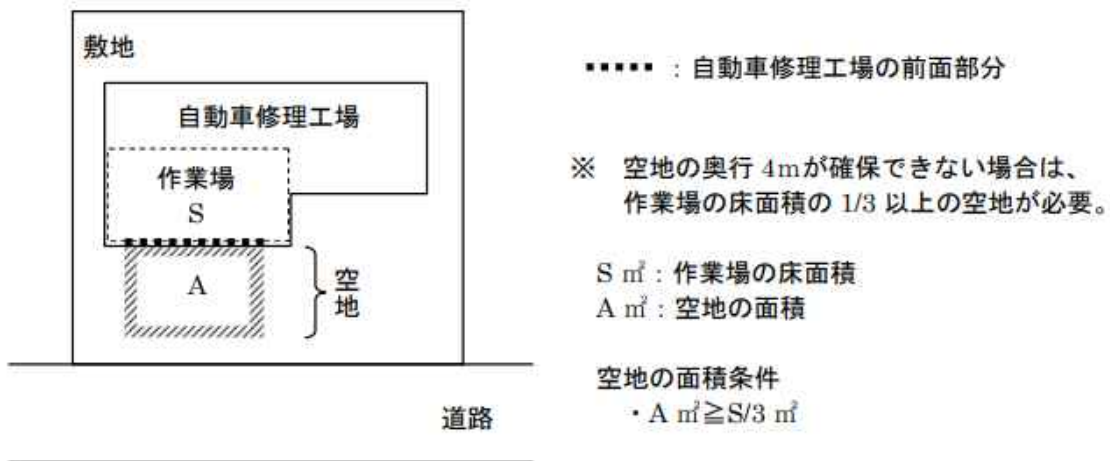 敷地
自動車修理工場
作業場
S
A
空地
道路
▪▪▪▪▪ : 自動車修理工場の前面部分
※ 空地の奥行 4mが確保できない場合は、
作業場の床面積の 1/3 以上の空地が必要。
S ㎡ : 作業場の床面積
A ㎡ : 空地の面積
空地の面積条件
・A ㎡≧S/3 ㎡